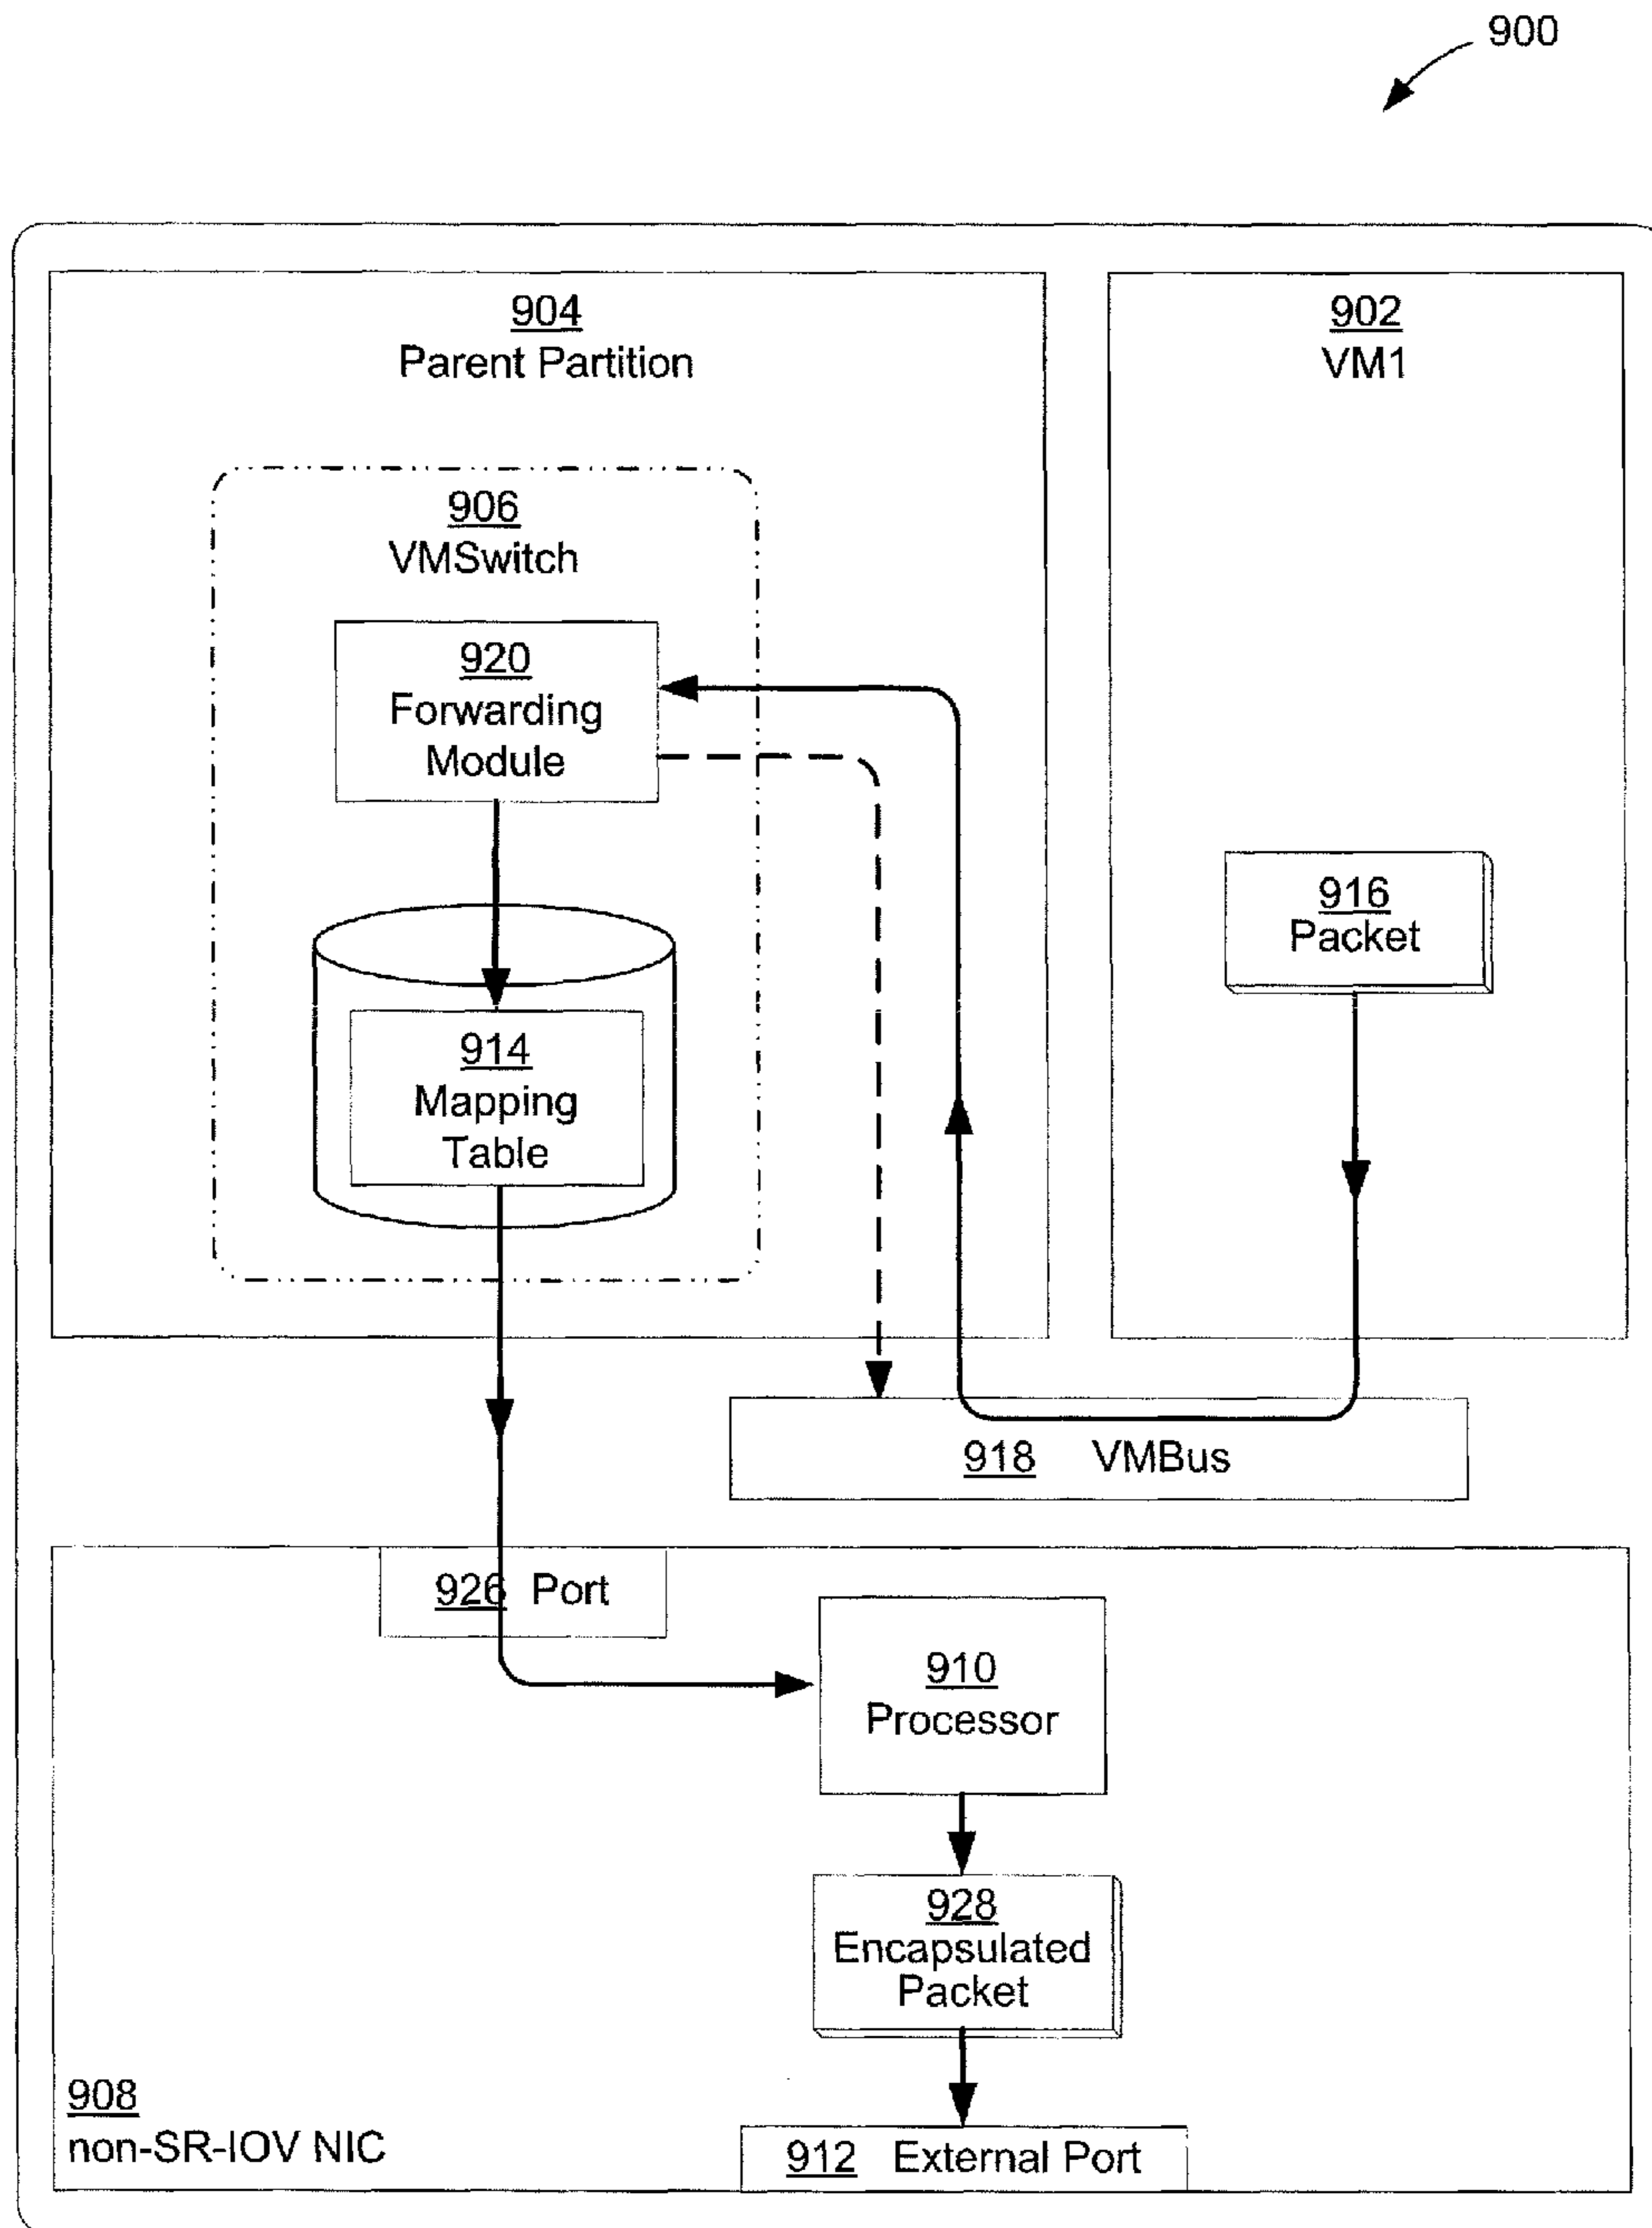 900
904
Parent Partition
902
VM1
906
VMSwitch
920
Forwarding
Module
916
Packet
914
Mapping
Table
918 VMBus
926 Port
910
Processor
928
Encapsulated
Packet
908
non-SR-IOV NIC
912 External Port